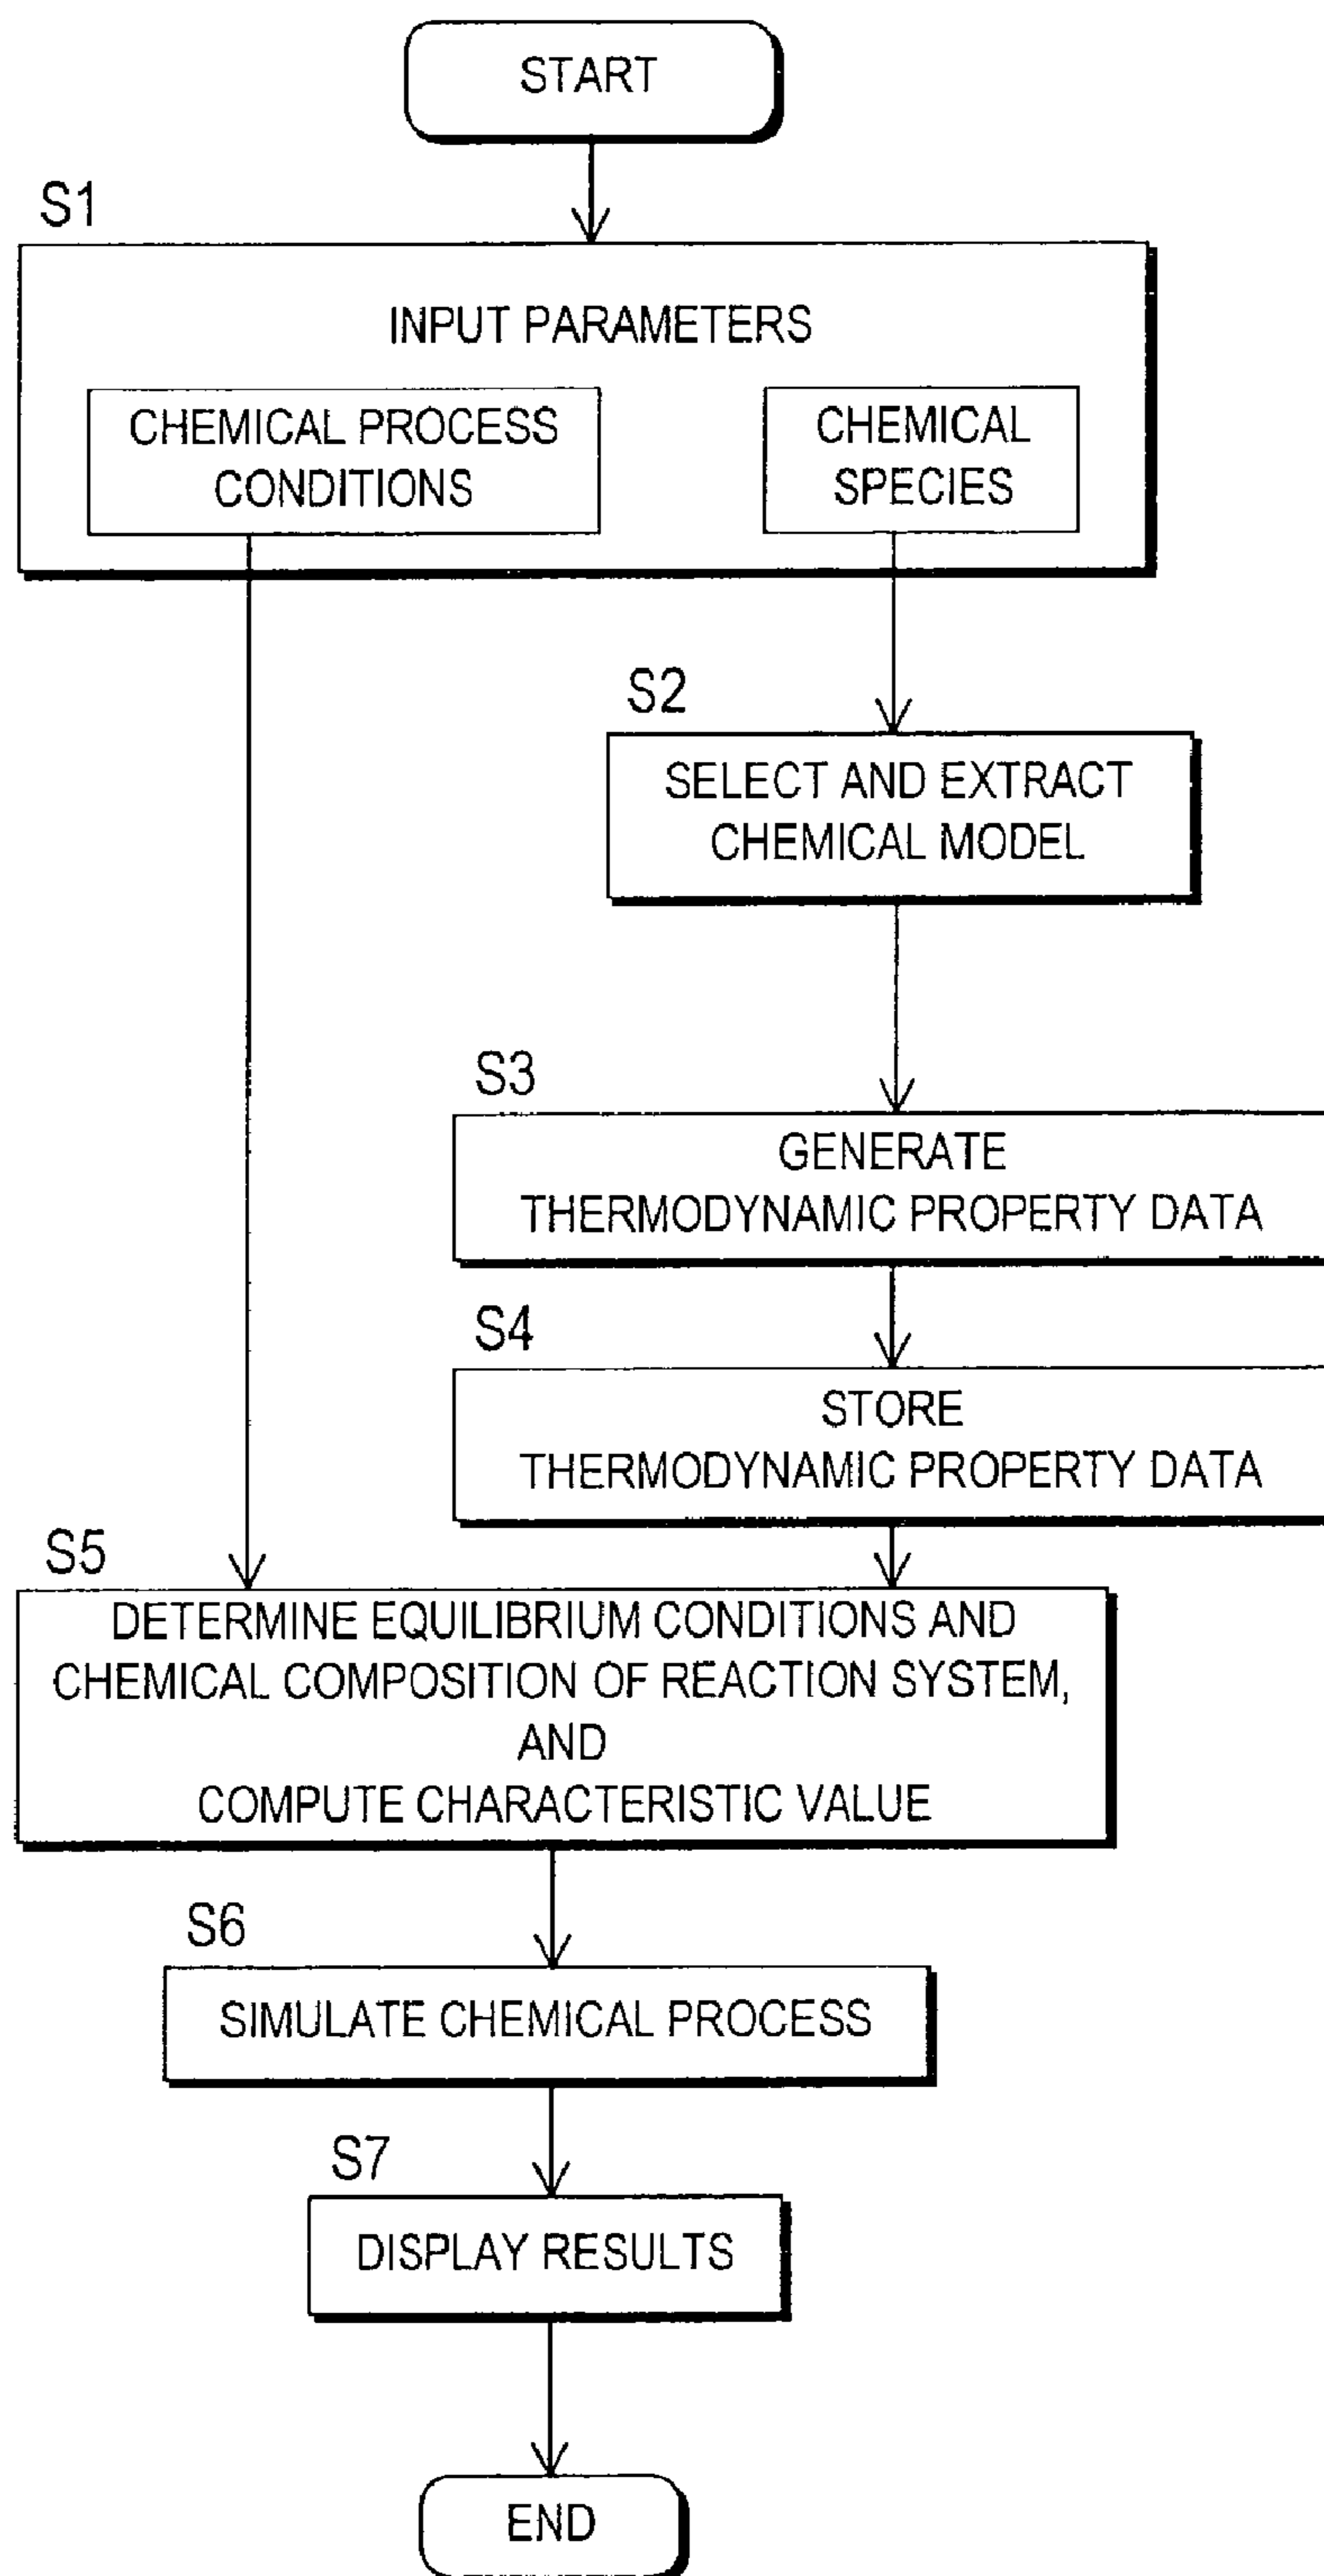 START
S1
INPUT PARAMETERS
CHEMICAL PROCESS
CONDITIONS
CHEMICAL
SPECIES
S2
SELECT AND EXTRACT
CHEMICAL MODEL
S3
GENERATE
THERMODYNAMIC PROPERTY DATA
S4
STORE
THERMODYNAMIC PROPERTY DATA
S5
DETERMINE EQUILIBRIUM CONDITIONS AND
CHEMICAL COMPOSITION OF REACTION SYSTEM,
AND
COMPUTE CHARACTERISTIC VALUE
S6
SIMULATE CHEMICAL PROCESS
S7
DISPLAY RESULTS
END